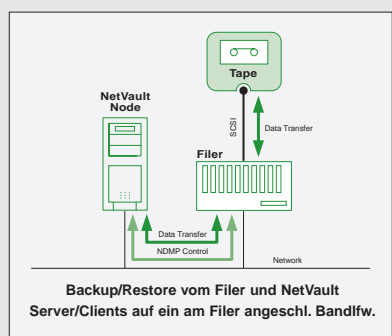 Tape
NetVault
Node
SCSI
Data Transfer
Filer
Data Transfer
NDMP Control
Network
Backup/Restore vom Filer und NetVault
Server/Clients auf ein am Filer angeschl. Bandlfw.